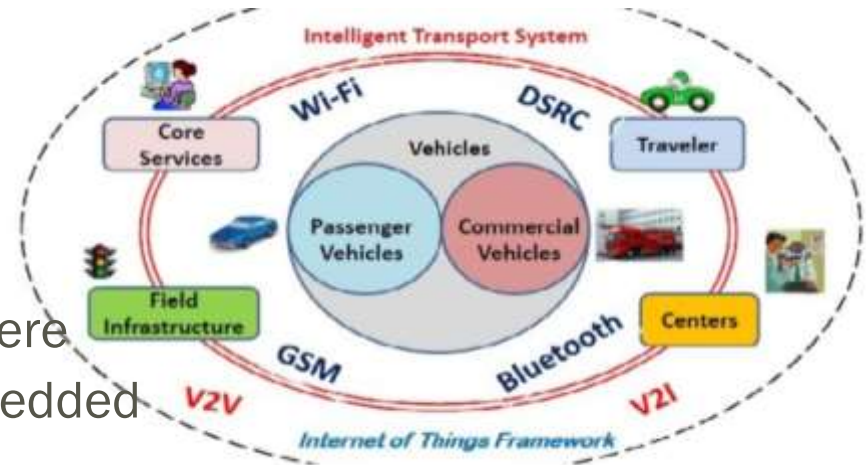 Intelligent Transport System
Wi-Fi
DSRC
Core
Services
Vehicles
Traveler
Passenger
Vehicles
Commercial
Vehicles
Field
Infrastructure
Centers
ere
edded
GSM
Bluetooth
V2V
V2I
Internet of Things Framework